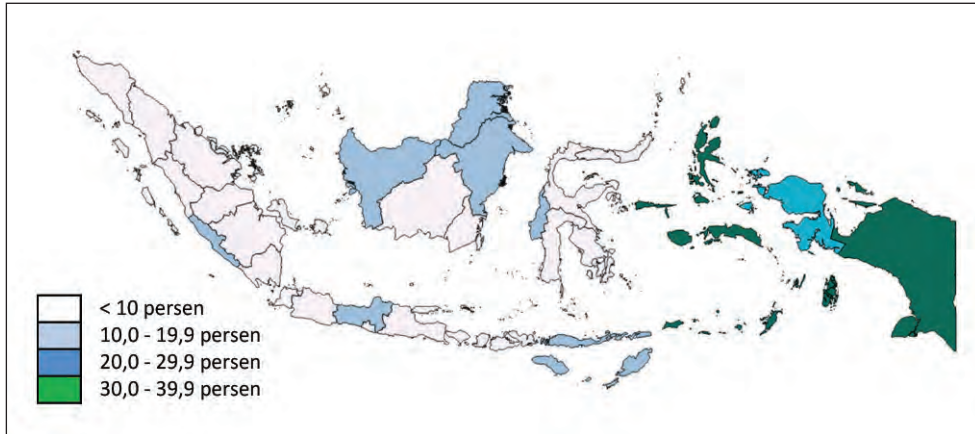 < 10 persen
10,0 - 19,9 persen
20,0 - 29,9 persen
30,0 - 39,9 persen